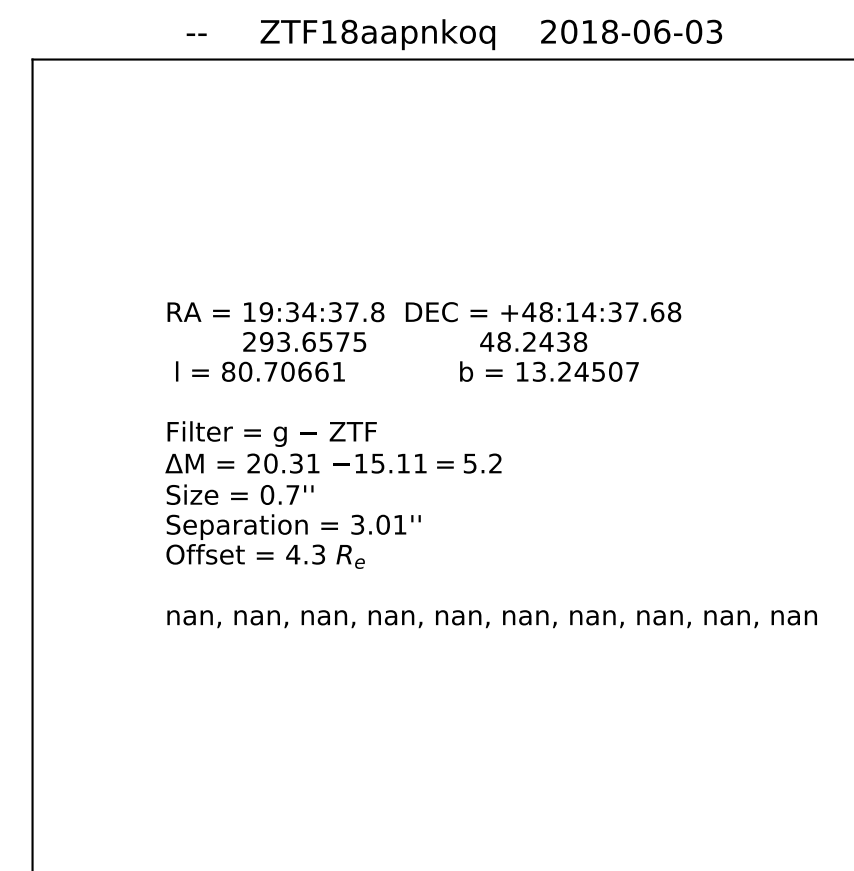 -- ZTF18aapnkoq 2018-06-03
RA = 19:34:37.8 DEC = +48:14:37.68
293.6575 48.2438
l = 80.70661 b = 13.24507
Filter = g − ZTF
ΔM = 20.31 −15.11 = 5.2
Size = 0.7''
Separation = 3.01''
Offset = 4.3 Re
nan, nan, nan, nan, nan, nan, nan, nan, nan, nan